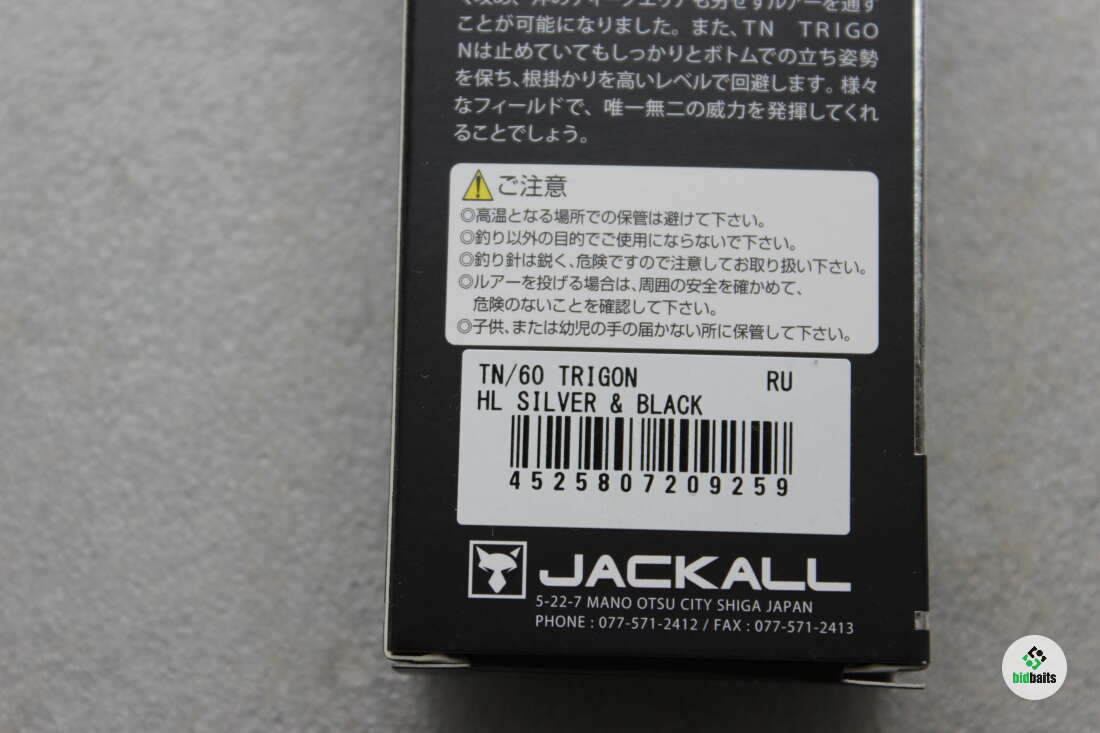 く攻め、沖のディープエリアも労せずルアーを通す
ことが可能になりました。また、TN TRIGO
Nは止めていてもしっかりとボトムでの立ち姿勢
を保ち、根掛かりを高いレベルで回避します。様々
なフィールドで、唯一無二の威力を発揮してくれ
ることでしょう。
ご注意
◎高温となる場所での保管は避けて下さい。
◎釣り以外の目的でご使用にならないで下さい。
◎釣り針は鋭く、危険ですので注意してお取り扱い下さい。
◎ルアーを投げる場合は、周囲の安全を確かめて、
危険のないことを確認して下さい。
◎子供、または幼児の手の届かない所に保管して下さい。
TN/60 TRIGON RU
HL SILVER & BLACK
4525807209259
JACKALL
5-22-7 MANO OTSU CITY SHIGA JAPAN
PHONE : 077-571-2412 / FAX : 077-571-2413
bidbaits